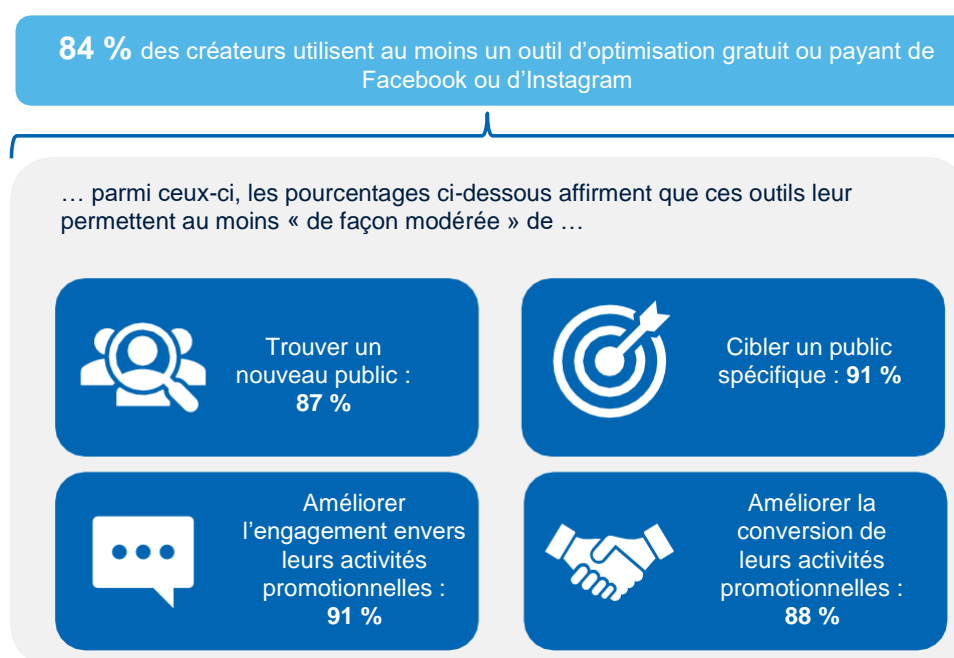 84 % des créateurs utilisent au moins un outil d’optimisation gratuit ou payant de
Facebook ou d’Instagram
… parmi ceux-ci, les pourcentages ci-dessous affirment que ces outils leur
permettent au moins « de façon modérée » de …
Trouver un
nouveau public :
87 %
Cibler un public
spécifique : 91 %
Améliorer
l’engagement envers
leurs activités
promotionnelles :
91 %
Améliorer la
conversion de
leurs activités
promotionnelles :
88 %